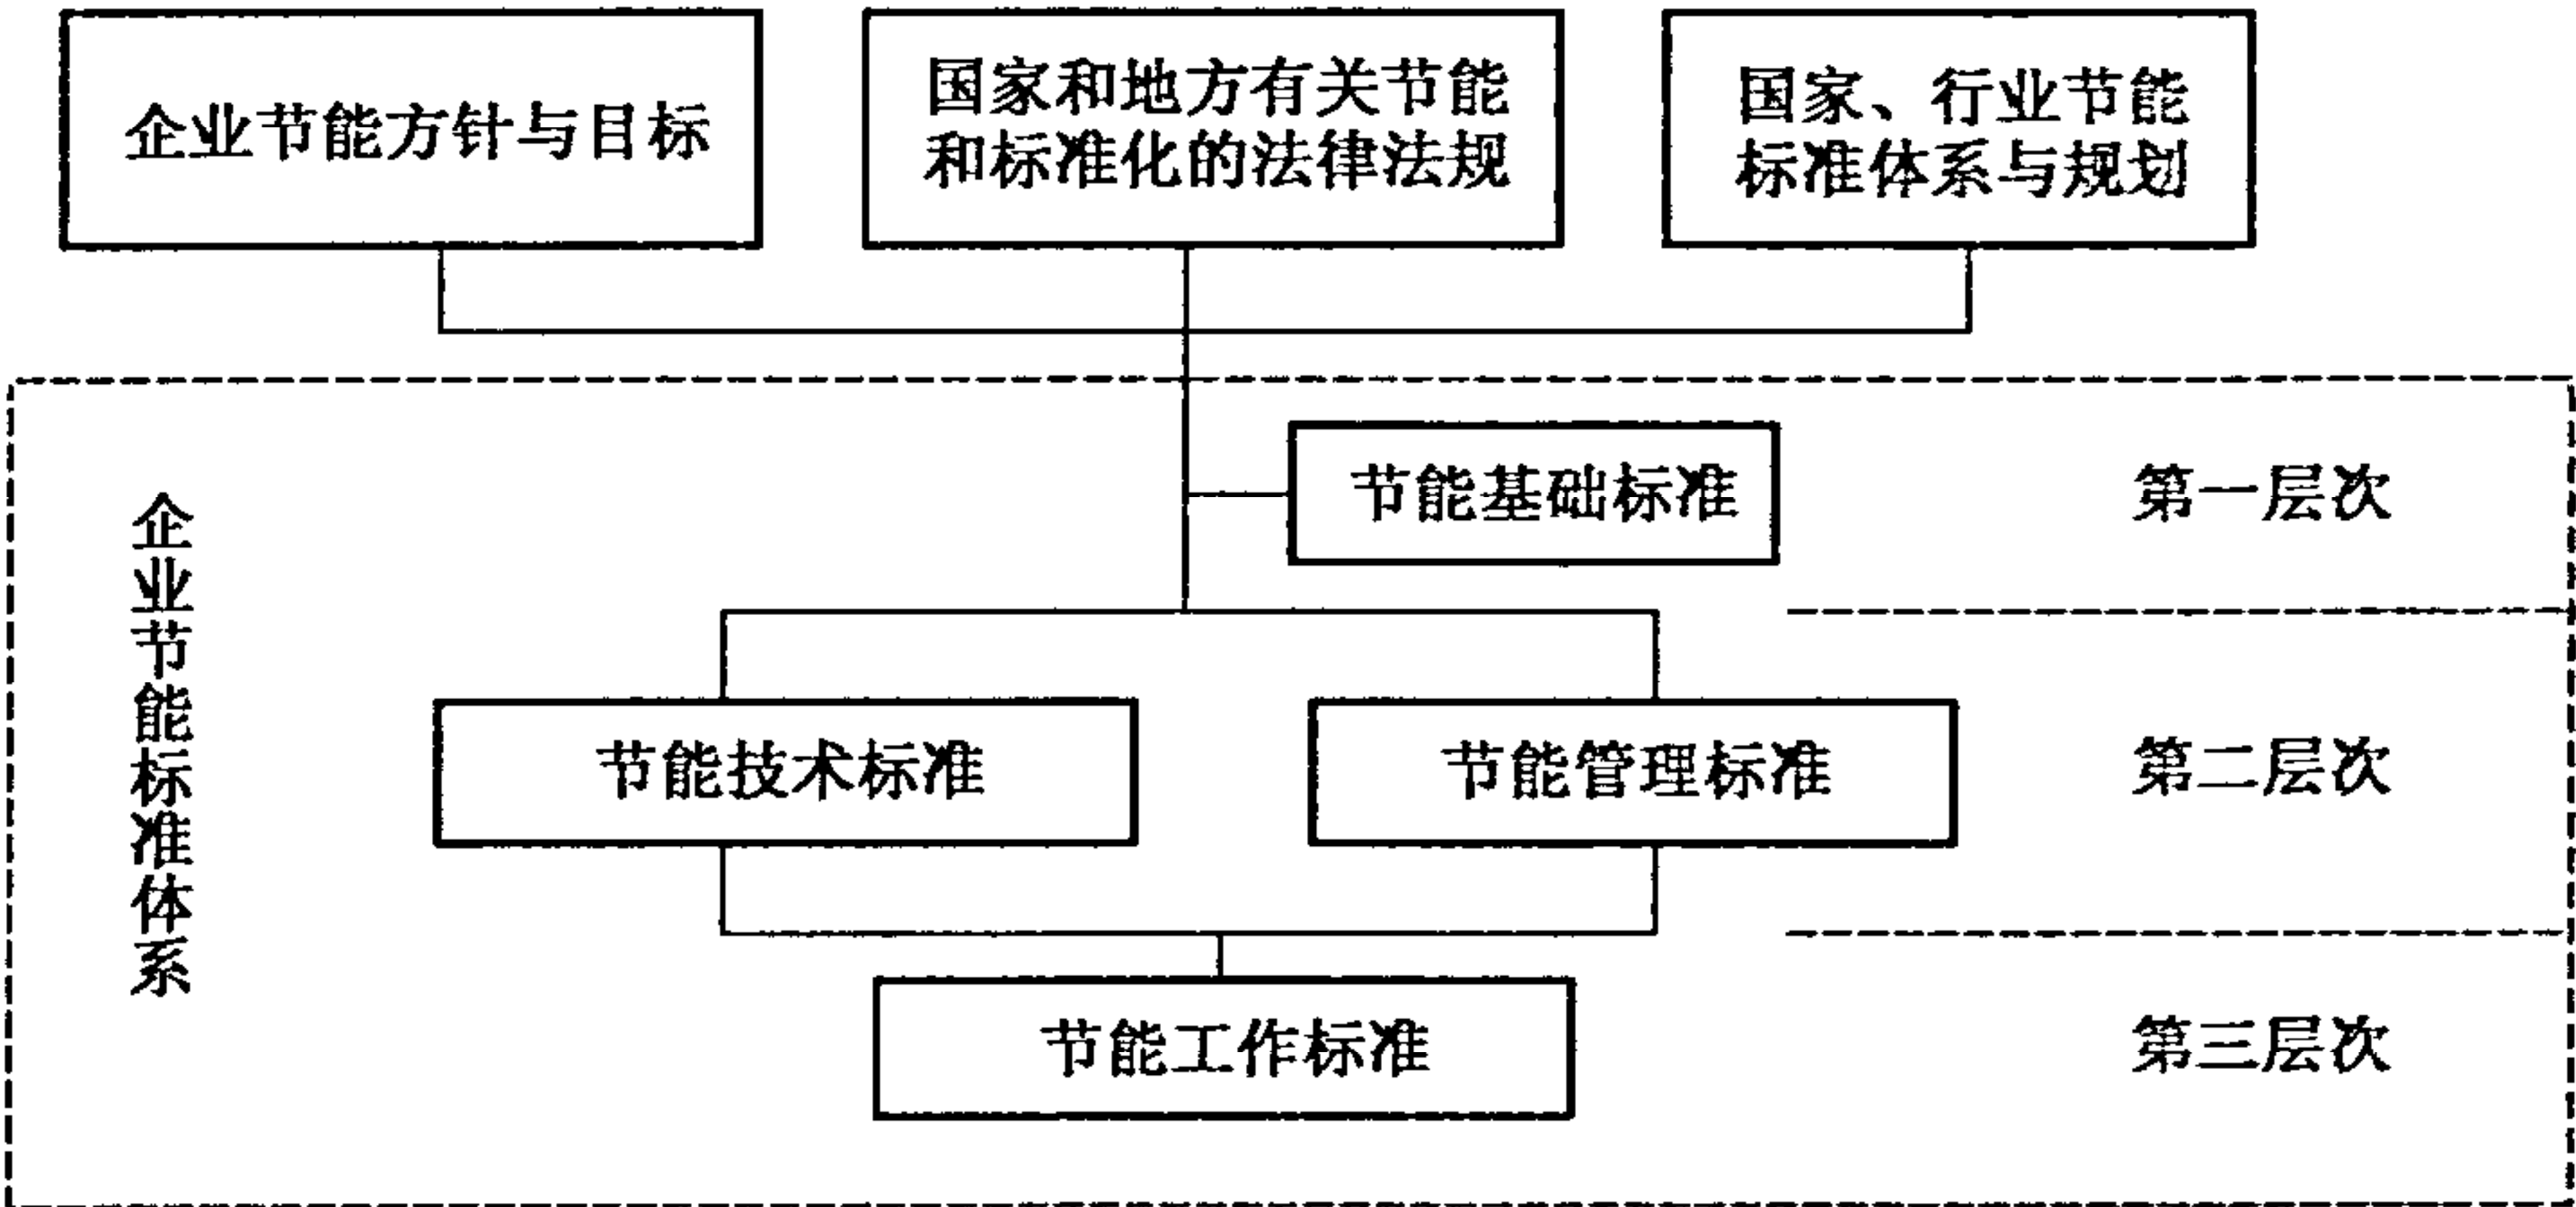 企业节能方针与目标
国家和地方有关节能
和标准化的法律法规
国家、行业节能
标准体系与规划
企业节能标准体系
节能基础标准
第一层次
节能技术标准
节能管理标准
第二层次
节能工作标准
第三层次